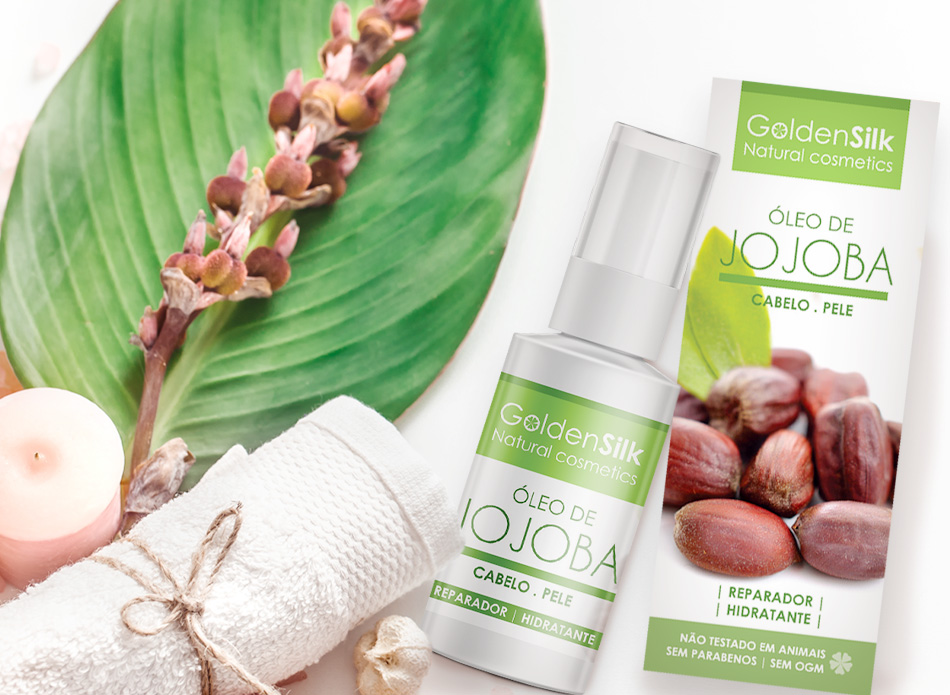 GoldenSilk
Natural cosmetics
ÓLEO DE
JOJOBA
CABELO . PELE
REPARADOR | HIDRATANTE
GoldenSilk
Natural cosmetics
ÓLEO DE
JOJOBA
CABELO . PELE
| REPARADOR |
| HIDRATANTE |
NÃO TESTADO EM ANIMAIS
SEM PARABENOS | SEM OGM